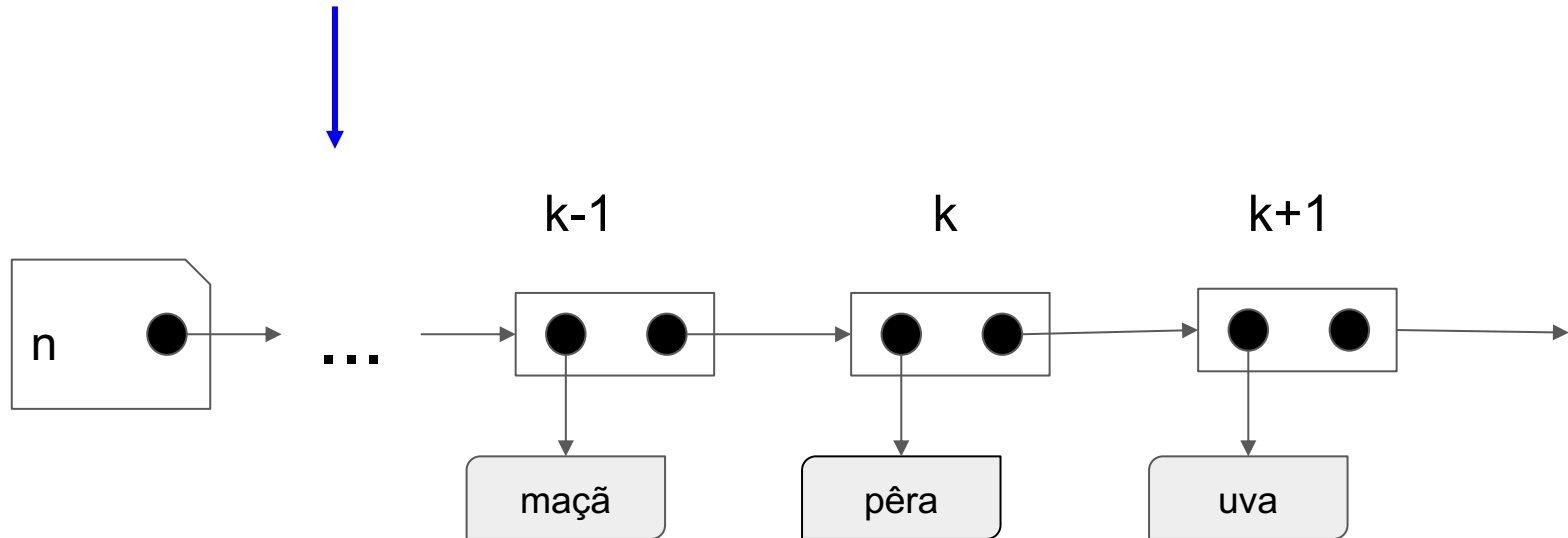 k-1 k k+1
n ...
maçã pêra uva